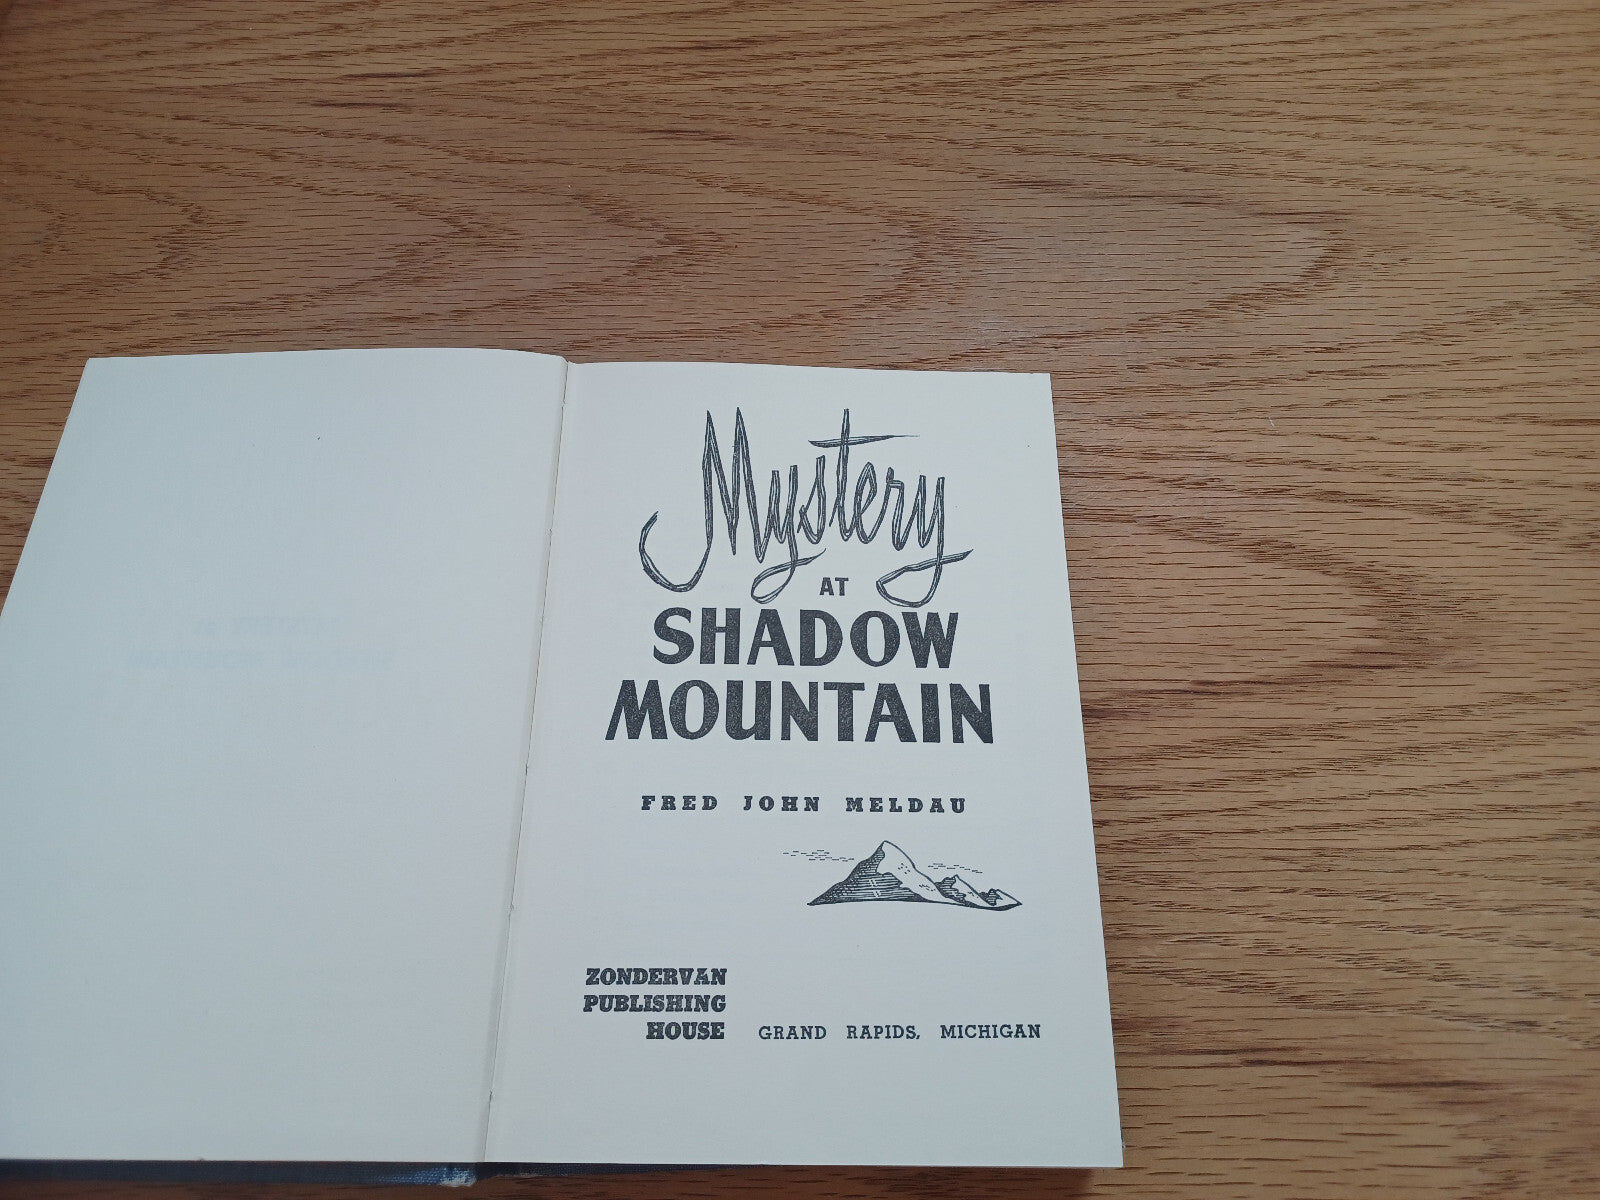 Mystery
AT
SHADOW
MOUNTAIN
FRED JOHN MELDAU
ZONDERVAN
PUBLISHING
HOUSE GRAND RAPIDS, MICHIGAN